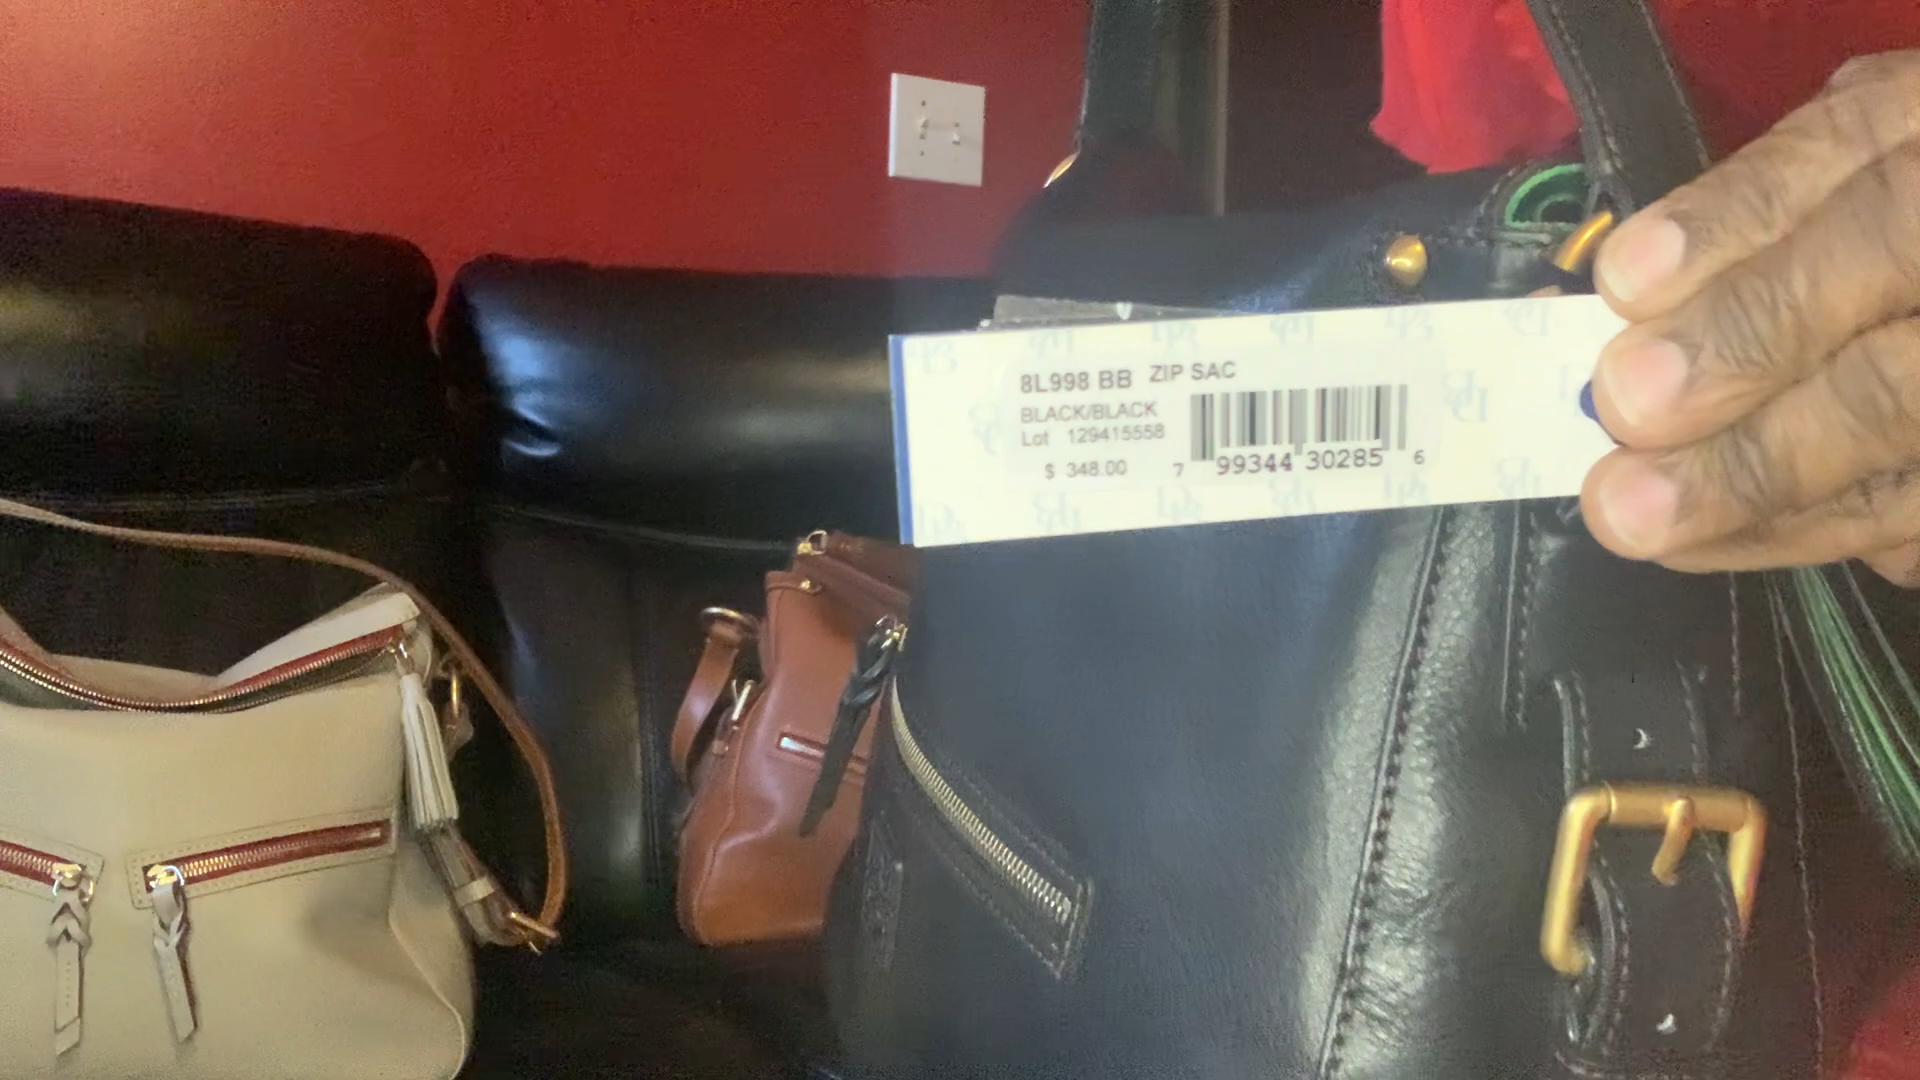 8L998 BB ZIP SAC
BLACK/BLACK
Lot 129415558
$ 348.00
7 99344 30285 6